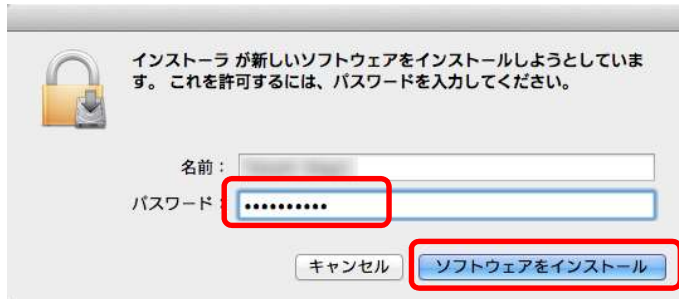 インストーラ が新しいソフトウェアをインストールしようとしていま
す。 これを許可するには、パスワードを入力してください。
名前：
パスワード：
••••••••••
キャンセル
ソフトウェアをインストール